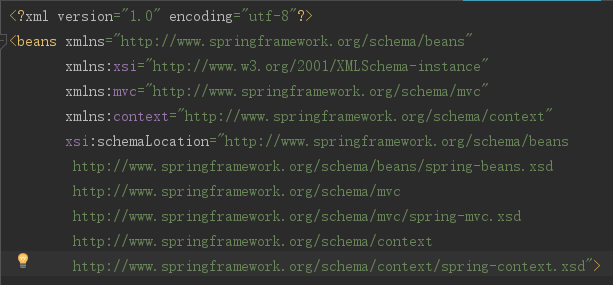 <?xml version="1.0" encoding="utf-8"?>
<beans xmlns="http://www.springframework.org/schema/beans"
xmlns:xsi="http://www.w3.org/2001/XMLSchema-instance"
xmlns:mvc="http://www.springframework.org/schema/mvc"
xmlns:context="http://www.springframework.org/schema/context"
xsi:schemaLocation="http://www.springframework.org/schema/beans
http://www.springframework.org/schema/beans/spring-beans.xsd
http://www.springframework.org/schema/mvc
http://www.springframework.org/schema/mvc/spring-mvc.xsd
http://www.springframework.org/schema/context
http://www.springframework.org/schema/context/spring-context.xsd">